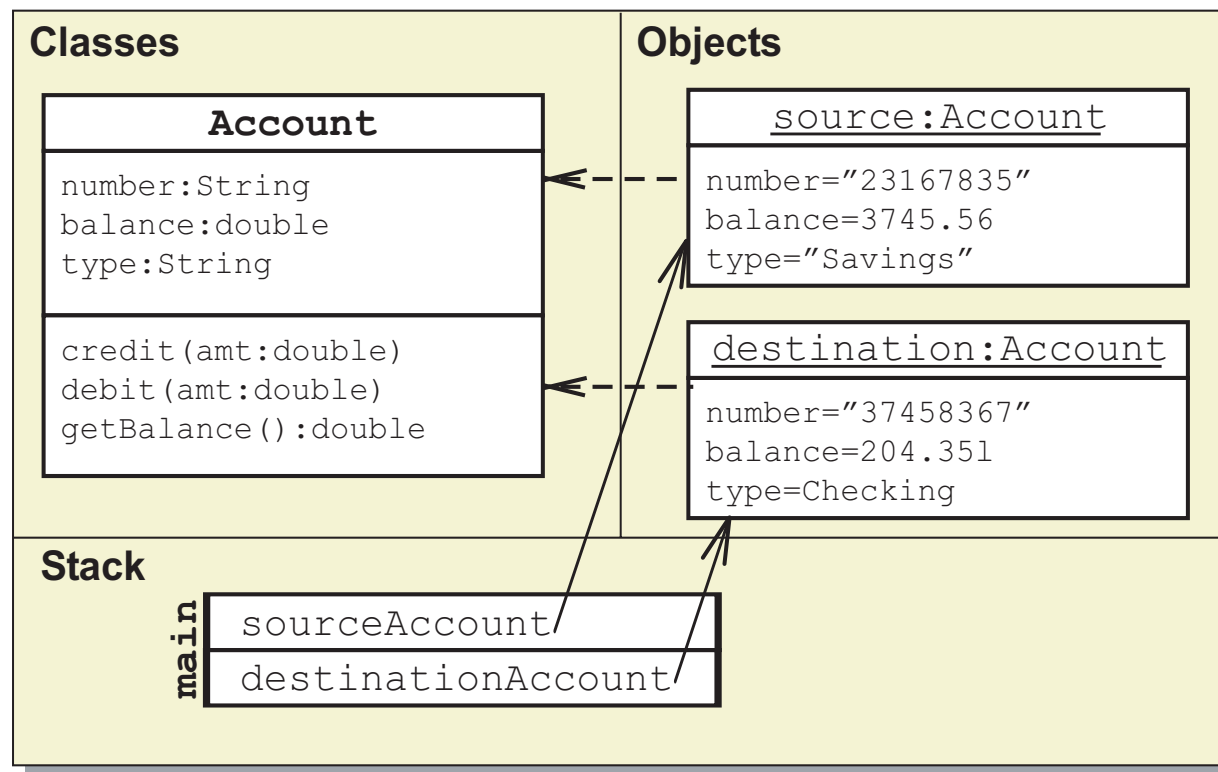 Classes
Account
number:String
balance:double
type:String
credit(amt:double)
debit(amt:double)
getBalance():double
Objects
source:Account
number=”23167835”
balance=3745.56
type=”Savings”
destination:Account
number=”37458367”
balance=204.35l
type=Checking
Stack
main
sourceAccount
destinationAccount